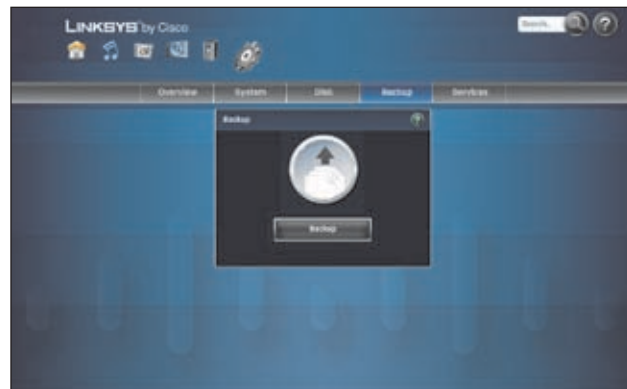 LINKSYS by Cisco
Search...
?
Overview System Disk Backup Services
Backup ?
Backup